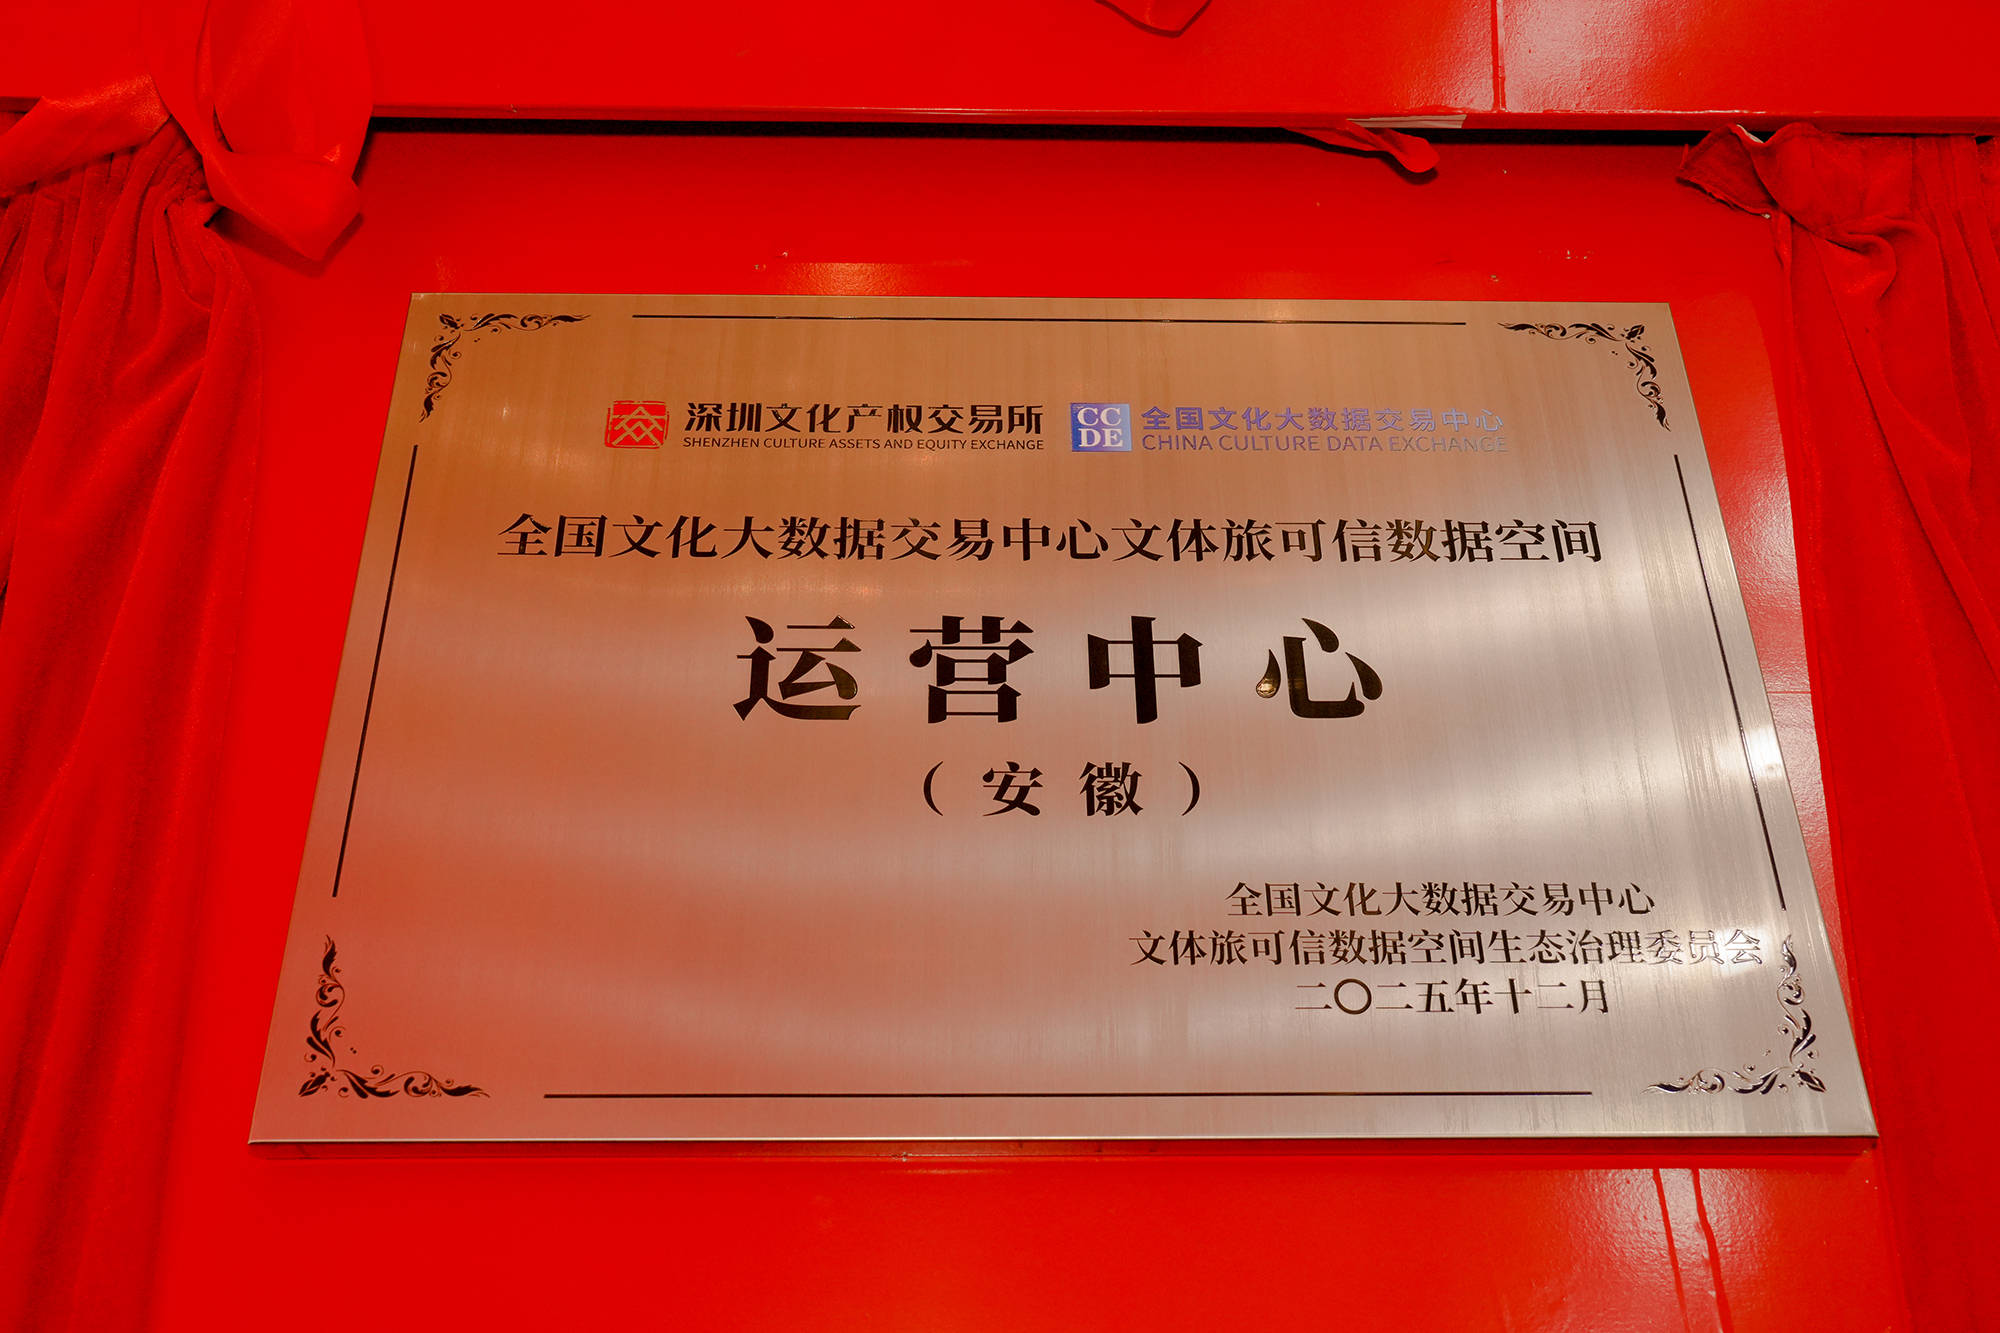 深圳文化产权交易所
SHENZHEN CULTURE ASSETS AND EQUITY EXCHANGE
CC
DE
全国文化大数据交易中心
CHINA CULTURE DATA EXCHANGE
全国文化大数据交易中心文体旅可信数据空间
运营中心
（安徽）
全国文化大数据交易中心
文体旅可信数据空间生态治理委员会
二〇二五年十二月